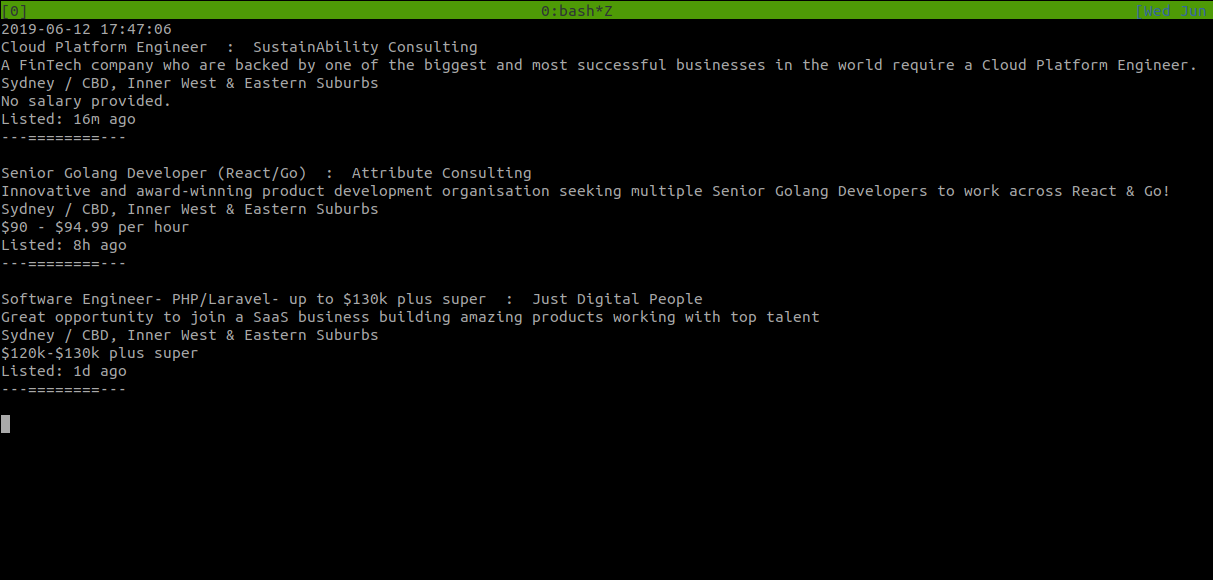 [0] 0:bash*Z [Wed Jun
2019-06-12 17:47:06
Cloud Platform Engineer  :  SustainAbility Consulting
A FinTech company who are backed by one of the biggest and most successful businesses in the world require a Cloud Platform Engineer.
Sydney / CBD, Inner West & Eastern Suburbs
No salary provided.
Listed: 16m ago
---========---
Senior Golang Developer (React/Go)  :  Attribute Consulting
Innovative and award-winning product development organisation seeking multiple Senior Golang Developers to work across React & Go!
Sydney / CBD, Inner West & Eastern Suburbs
$90 - $94.99 per hour
Listed: 8h ago
---========---
Software Engineer- PHP/Laravel- up to $130k plus super  :  Just Digital People
Great opportunity to join a SaaS business building amazing products working with top talent
Sydney / CBD, Inner West & Eastern Suburbs
$120k-$130k plus super
Listed: 1d ago
---========---